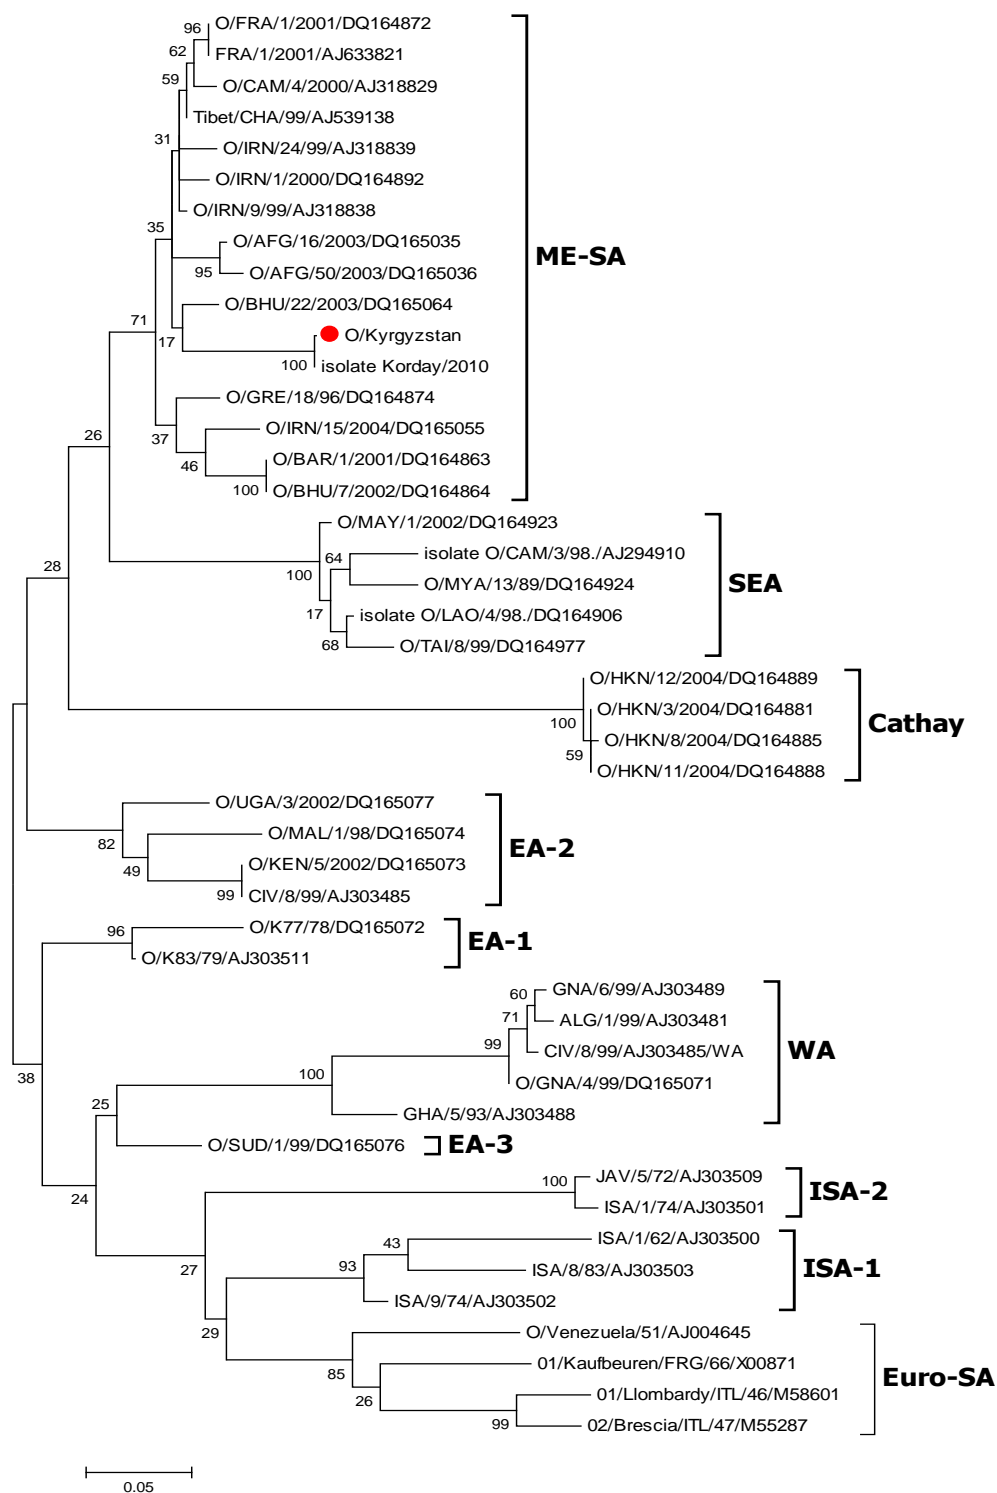 96
O/FRA/1/2001/DQ164872
FRA/1/2001/AJ633821
62
O/CAM/4/2000/AJ318829
59
Tibet/CHA/99/AJ539138
31
O/IRN/24/99/AJ318839
O/IRN/1/2000/DQ164892
O/IRN/9/99/AJ318838
35
O/AFG/16/2003/DQ165035
95
O/AFG/50/2003/DQ165036
ME-SA
O/BHU/22/2003/DQ165064
71
17
O/Kyrgyzstan
100
isolate Korday/2010
O/GRE/18/96/DQ164874
37
O/IRN/15/2004/DQ165055
26
46
O/BAR/1/2001/DQ164863
100
O/BHU/7/2002/DQ164864
O/MAY/1/2002/DQ164923
64
isolate O/CAM/3/98./AJ294910
28
100
O/MYA/13/89/DQ164924
SEA
17
isolate O/LAO/4/98./DQ164906
68
O/TAI/8/99/DQ164977
O/HKN/12/2004/DQ164889
O/HKN/3/2004/DQ164881
100
Cathay
O/HKN/8/2004/DQ164885
59
O/HKN/11/2004/DQ164888
O/UGA/3/2002/DQ165077
O/MAL/1/98/DQ165074
82
EA-2
49
O/KEN/5/2002/DQ165073
99
CIV/8/99/AJ303485
96
O/K77/78/DQ165072
EA-1
O/K83/79/AJ303511
60
GNA/6/99/AJ303489
71
ALG/1/99/AJ303481
99
CIV/8/99/AJ303485/WA
WA
38
100
O/GNA/4/99/DQ165071
25
GHA/5/93/AJ303488
O/SUD/1/99/DQ165076
EA-3
100
JAV/5/72/AJ303509
24
ISA/1/74/AJ303501
ISA-2
43
ISA/1/62/AJ303500
27
93
ISA/8/83/AJ303503
ISA-1
ISA/9/74/AJ303502
29
O/Venezuela/51/AJ004645
85
01/Kaufbeuren/FRG/66/X00871
Euro-SA
26
01/Llombardy/ITL/46/M58601
99
02/Brescia/ITL/47/M55287
0.05